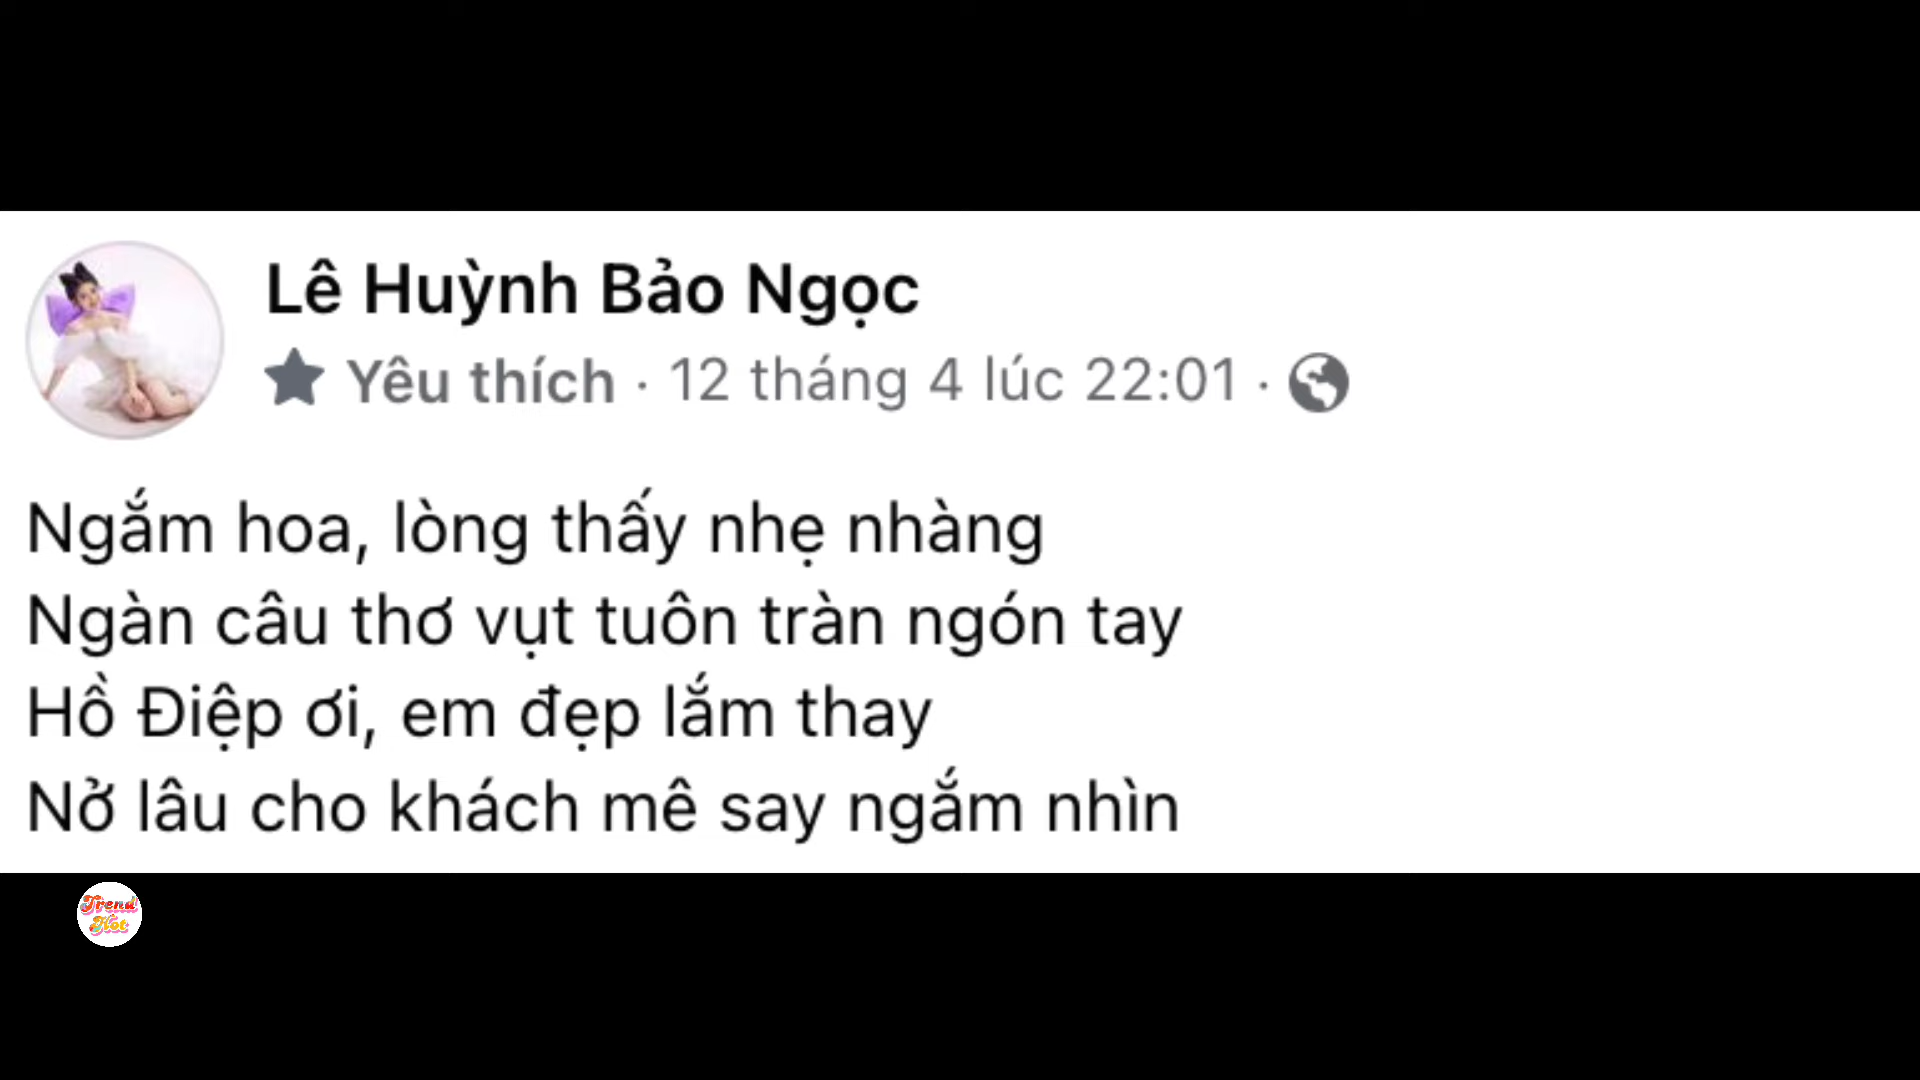 Lê Huỳnh Bảo Ngọc
Yêu thích · 12 tháng 4 lúc 22:01 ·
Ngắm hoa, lòng thấy nhẹ nhàng
Ngàn câu thơ vụt tuôn tràn ngón tay
Hồ Điệp ơi, em đẹp lắm thay
Nở lâu cho khách mê say ngắm nhìn
Trend
Hot